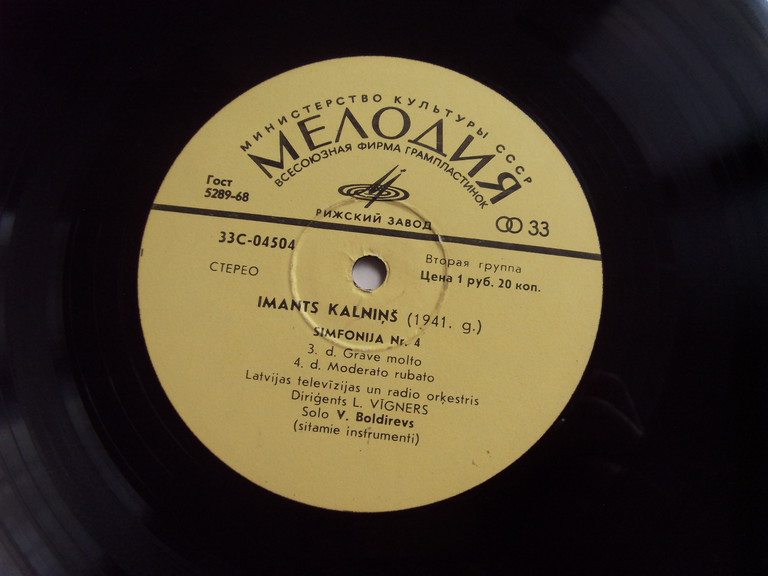 МИНИСТЕРСТВО КУЛЬТУРЫ СССР
МЕЛОДИЯ
ВСЕСОЮЗНАЯ ФИРМА ГРАМПЛАСТИНОК
Гост
5289-68
РИЖСКИЙ ЗАВОД
33
33С-04504
СТЕРЕО
Вторая группа
Цена 1 руб. 20 коп.
IMANTS KALNIŅŠ (1941. g.)
SIMFONIJA Nr. 4
3. d. Grave molto
4. d. Moderato rubato
Latvijas televīzijas un radio orķestris
Diriģents L. VĪGNERS
Solo V. Boldirevs
(sitamie instrumenti)